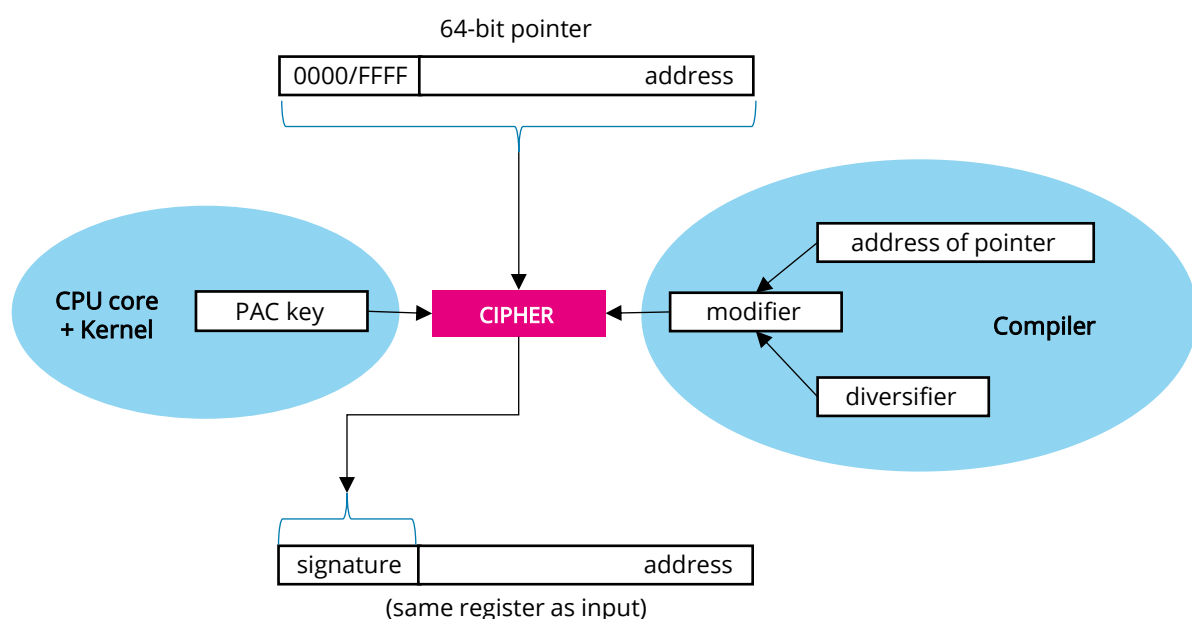 64-bit pointer
0000/FFFF address
address of pointer
CPU core
+ Kernel
PAC key
CIPHER
modifier
Compiler
diversifier
signature address
(same register as input)